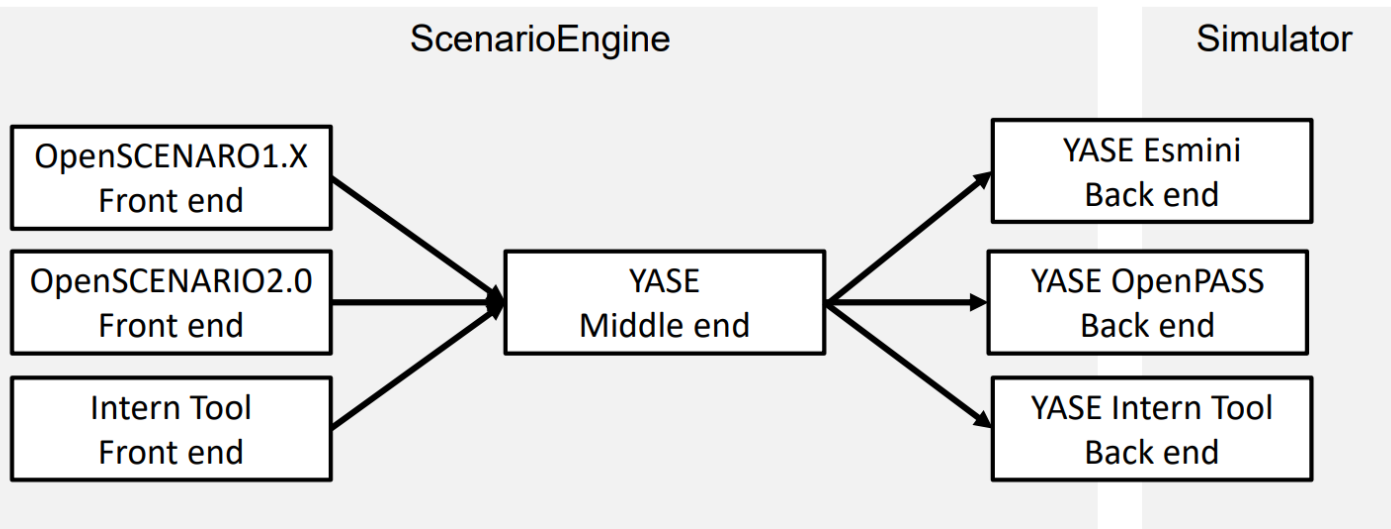 ScenarioEngine
Simulator
OpenSCENARO1.X
Front end
OpenSCENARIO2.0
Front end
Intern Tool
Front end
YASE
Middle end
YASE Esmini
Back end
YASE OpenPASS
Back end
YASE Intern Tool
Back end